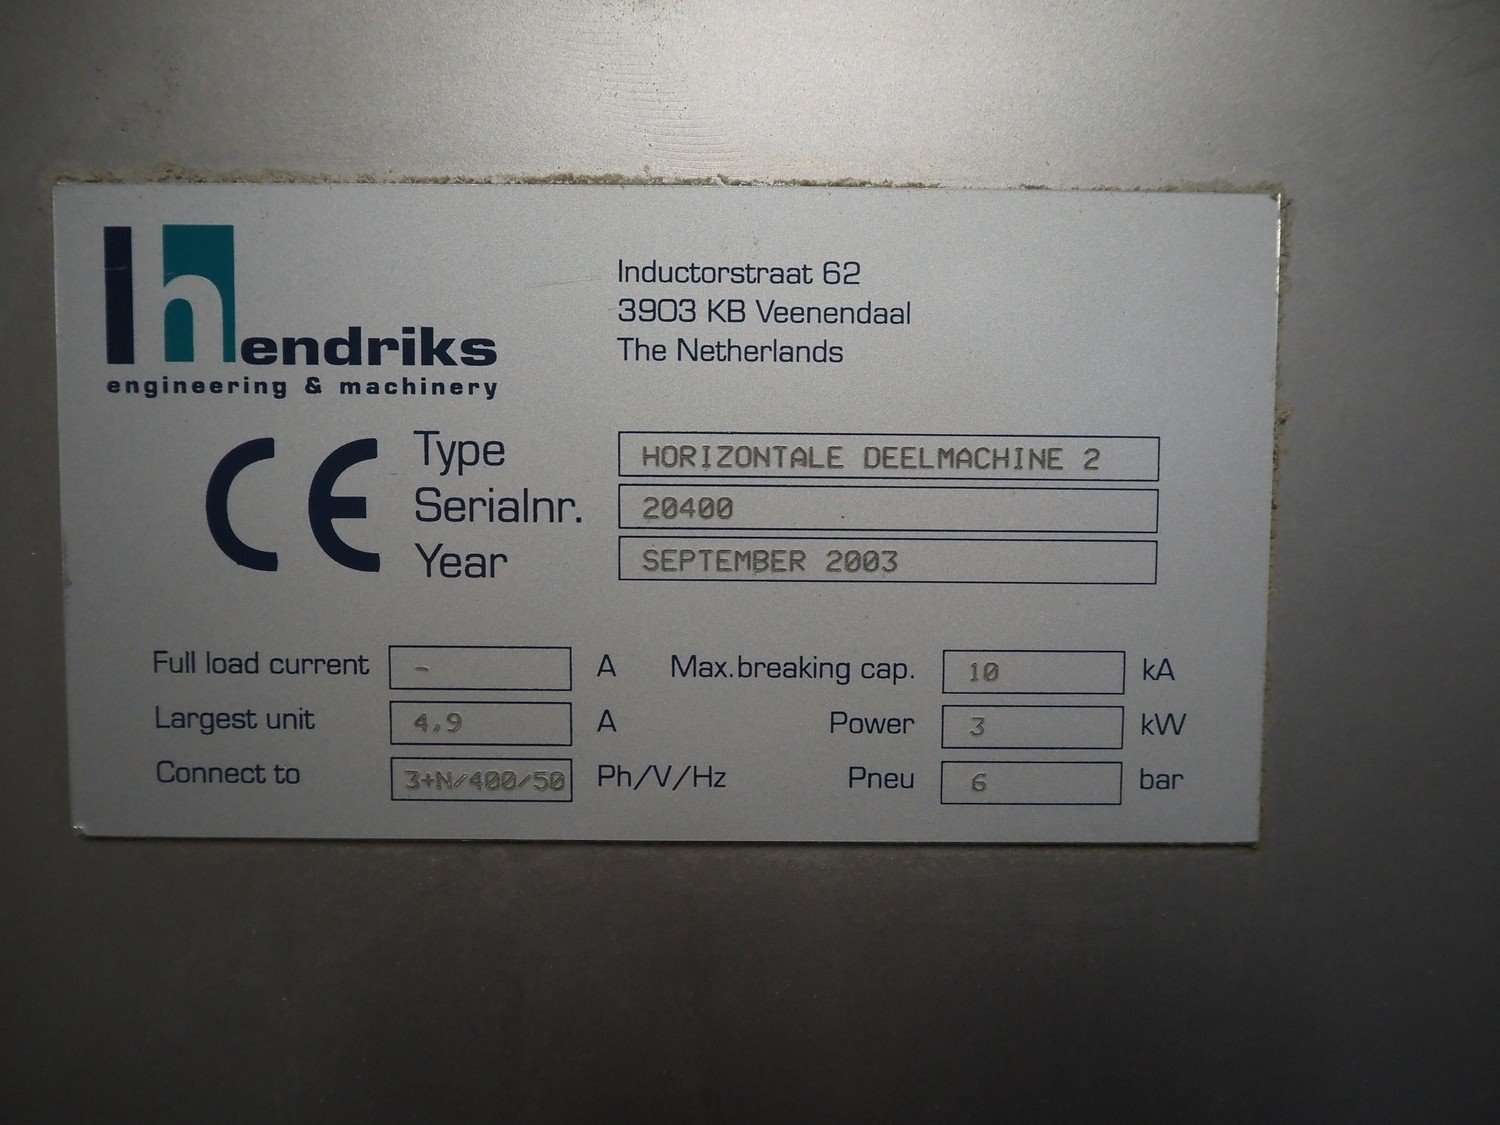 hendriks
engineering & machinery
Inductorstraat 62
3903 KB Veenendaal
The Netherlands
CE
Type HORIZONTALE DEELMACHINE 2
Serialnr. 20400
Year SEPTEMBER 2003
Full load current - A Max.breaking cap. 10 kA
Largest unit 4,9 A Power 3 kW
Connect to 3+N/400/50 Ph/V/Hz Pneu 6 bar